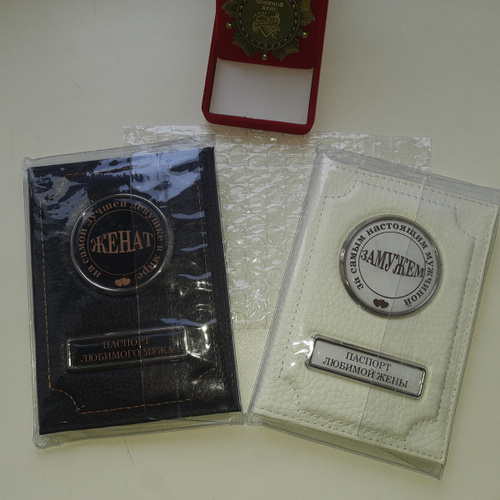 ЛЮБИМОЙ
ЖЕНЕ
на самой лучшей девушке в мире
ЖЕНАТ
ПАСПОРТ
ЛЮБИМОГО МУЖА
за самым настоящим мужчиной
ЗАМУЖЕМ
ПАСПОРТ
ЛЮБИМОЙ ЖЕНЫ